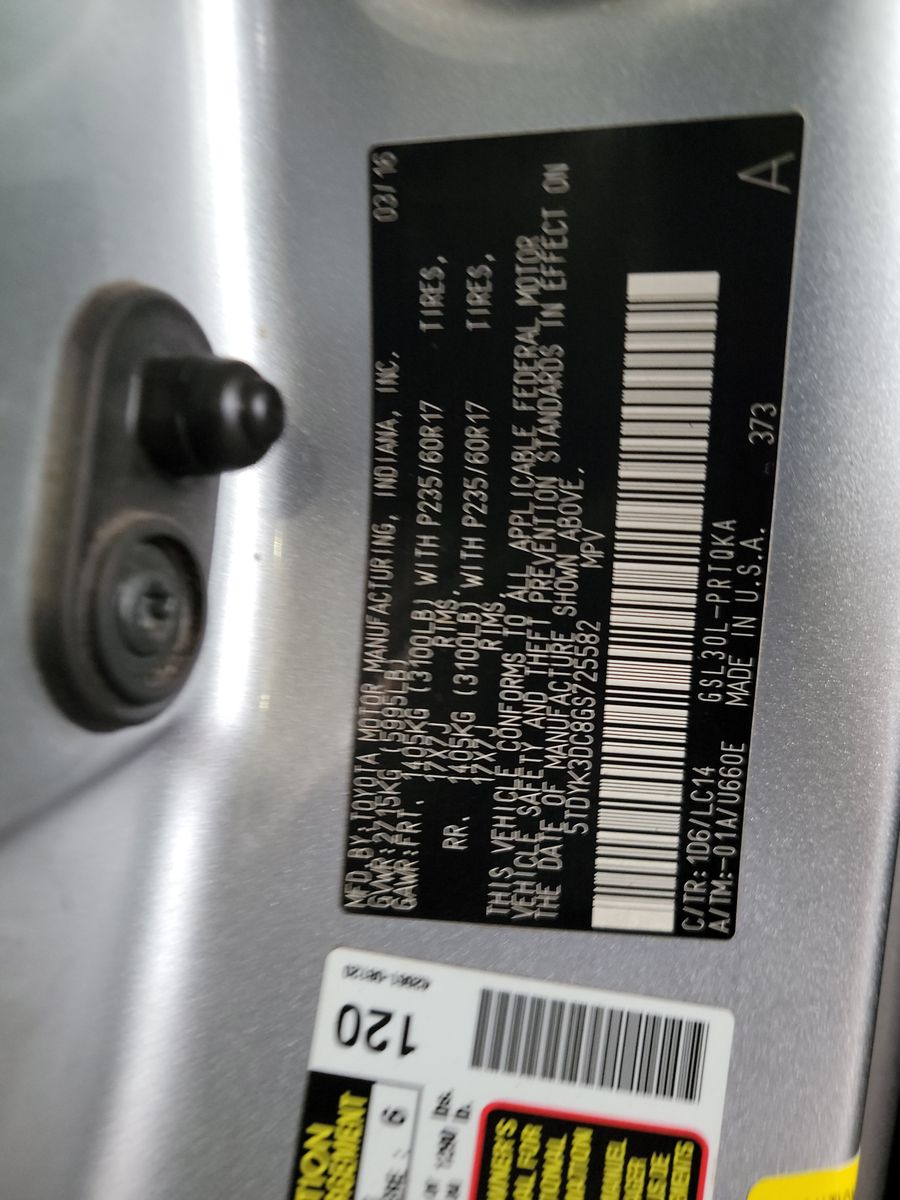 MFD.BY:TOYOTA MOTOR MANUFACTURING, INDIANA, INC. 03/16
GVWR:2715KG(5995LB)
GAWR:FRT. 1405KG (3100LB) WITH P235/60R17 TIRES,
17X7J RIMS,
RR. 1405KG (3100LB) WITH P235/60R17 TIRES,
17X7J RIMS
THIS VEHICLE CONFORMS TO ALL APPLICABLE FEDERAL MOTOR
VEHICLE SAFETY AND THEFT PREVENTION STANDARDS IN EFFECT ON
THE DATE OF MANUFACTURE SHOWN ABOVE.
5TDYK3DC8GS725582 MPV
C/TR:1D6/LC14 GSL30L-PRTQKA
A/TM:-01A/U660E MADE IN U.S.A. 373 A
120